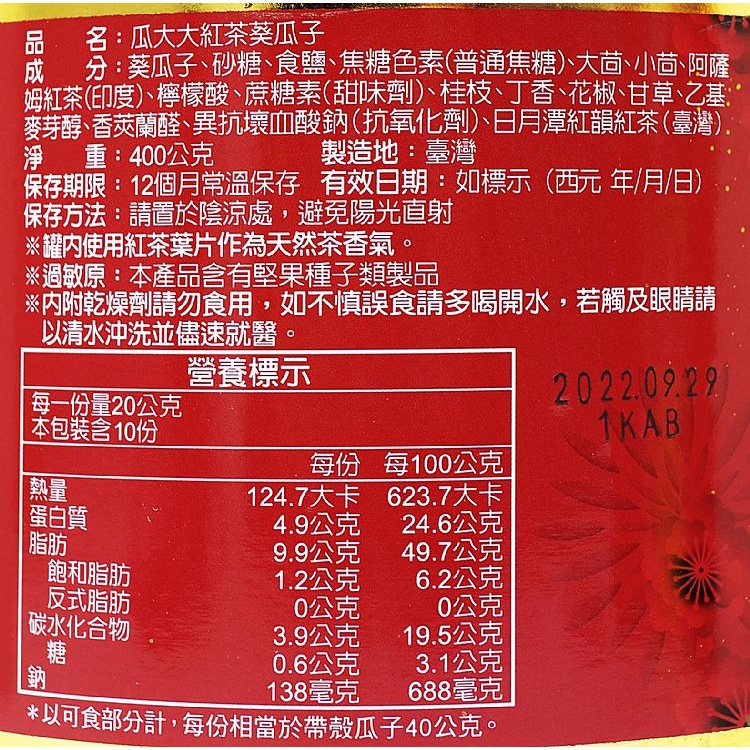 品　　名：瓜大大紅茶葵瓜子
成　　分：葵瓜子、砂糖、食鹽、焦糖色素(普通焦糖)、大茴、小茴、阿薩
姆紅茶(印度)、檸檬酸、蔗糖素(甜味劑)、桂枝、丁香、花椒、甘草、乙基
麥芽醇、香莢蘭醛、異抗壞血酸鈉(抗氧化劑)、日月潭紅韻紅茶(臺灣)
淨　　重：400公克　　製造地：臺灣
保存期限：12個月常溫保存　有效日期：如標示（西元 年/月/日）
保存方法：請置於陰涼處，避免陽光直射
※罐內使用紅茶葉片作為天然茶香氣。
※過敏原：本產品含有堅果種子類製品
※內附乾燥劑請勿食用，如不慎誤食請多喝開水，若觸及眼睛請
以清水沖洗並儘速就醫。
營養標示
每一份量20公克
本包裝含10份
每份　每100公克
熱量　124.7大卡　623.7大卡
蛋白質　4.9公克　24.6公克
脂肪　9.9公克　49.7公克
飽和脂肪　1.2公克　6.2公克
反式脂肪　0公克　0公克
碳水化合物　3.9公克　19.5公克
糖　0.6公克　3.1公克
鈉　138毫克　688毫克
*以可食部分計，每份相當於帶殼瓜子40公克。
2022.09.29
1KAB